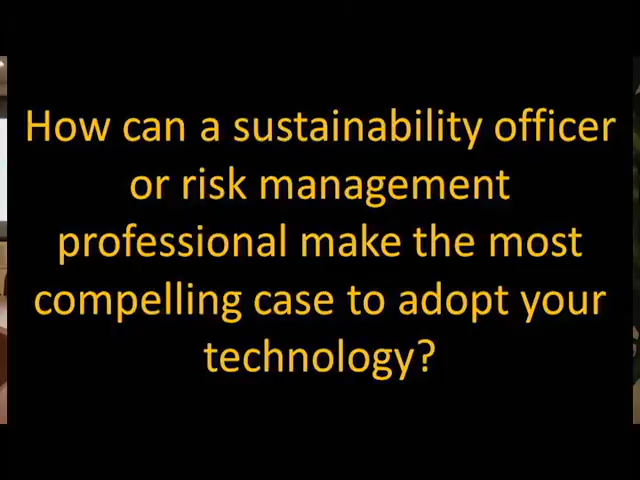 How can a sustainability officer
or risk management
professional make the most
compelling case to adopt your
technology?